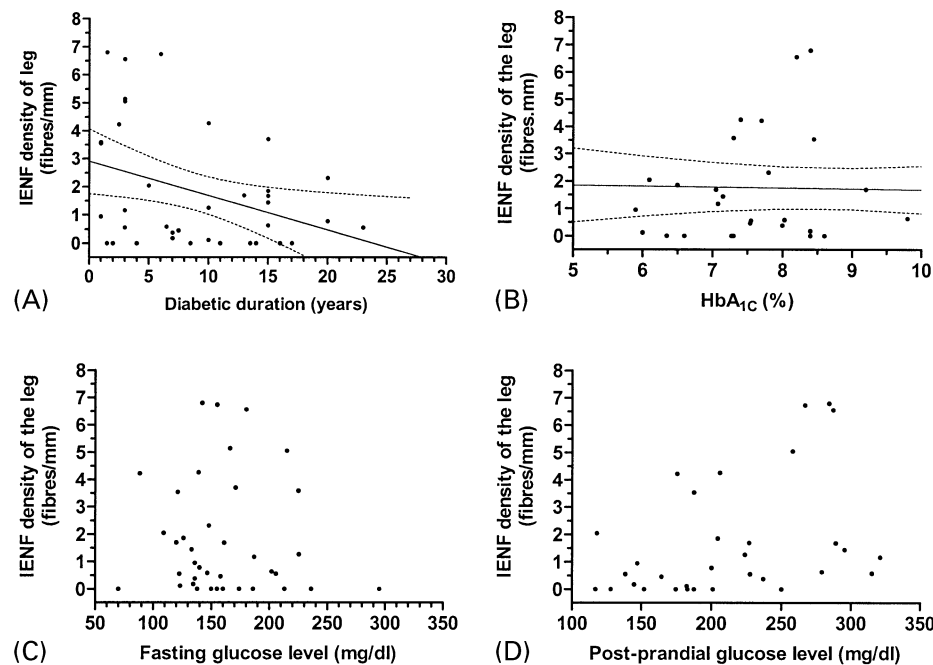 8
7
6
5
4
3
2
1
0
IENF density of leg
(fibres/mm)
0 5 10 15 20 25 30
Diabetic duration (years)
(A)
8
7
6
5
4
3
2
1
0
IENF density of the leg
(fibres.mm)
5 6 7 8 9 10
HbA1C (%)
(B)
8
7
6
5
4
3
2
1
0
IENF density of the leg
(fibres/mm)
50 100 150 200 250 300 350
Fasting glucose level (mg/dl)
(C)
8
7
6
5
4
3
2
1
0
IENF density of the leg
(fibres/mm)
100 150 200 250 300 350
Post-prandial glucose level (mg/dl)
(D)